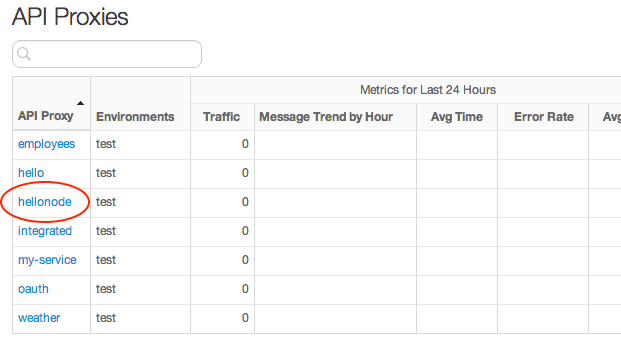 API Proxies
Metrics for Last 24 Hours
API Proxy Environments Traffic Message Trend by Hour Avg Time Error Rate Avg
employees test 0
hello test 0
hellonode test 0
integrated test 0
my-service test 0
oauth test 0
weather test 0